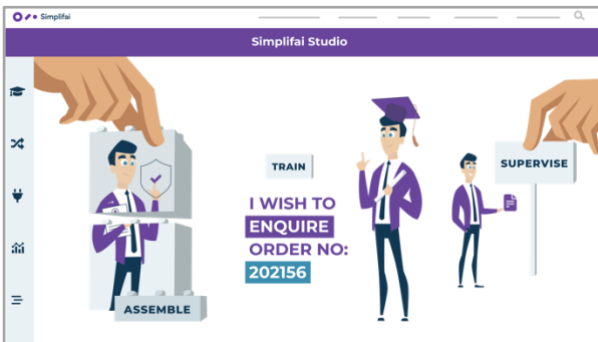 Simplifai
Simplifai Studio
TRAIN
SUPERVISE
I WISH TO
ENQUIRE
ORDER NO:
202156
ASSEMBLE